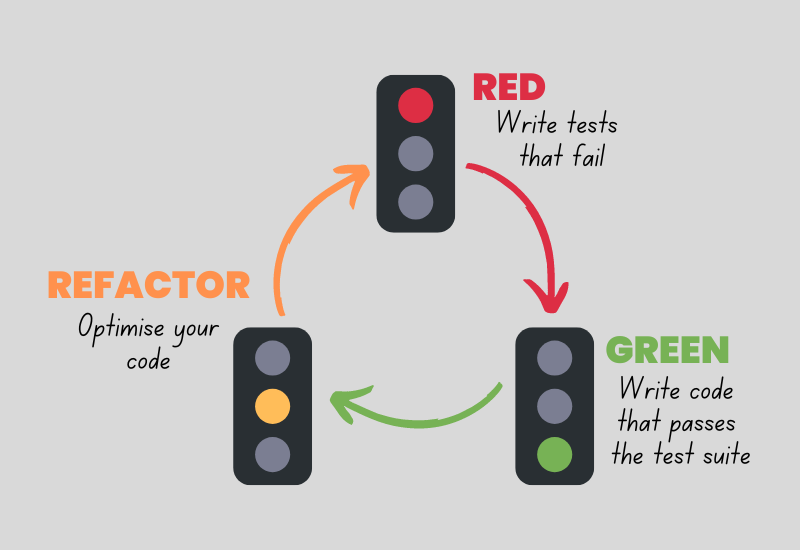 RED
Write tests
that fail
REFACTOR
Optimise your
code
GREEN
Write code
that passes
the test suite